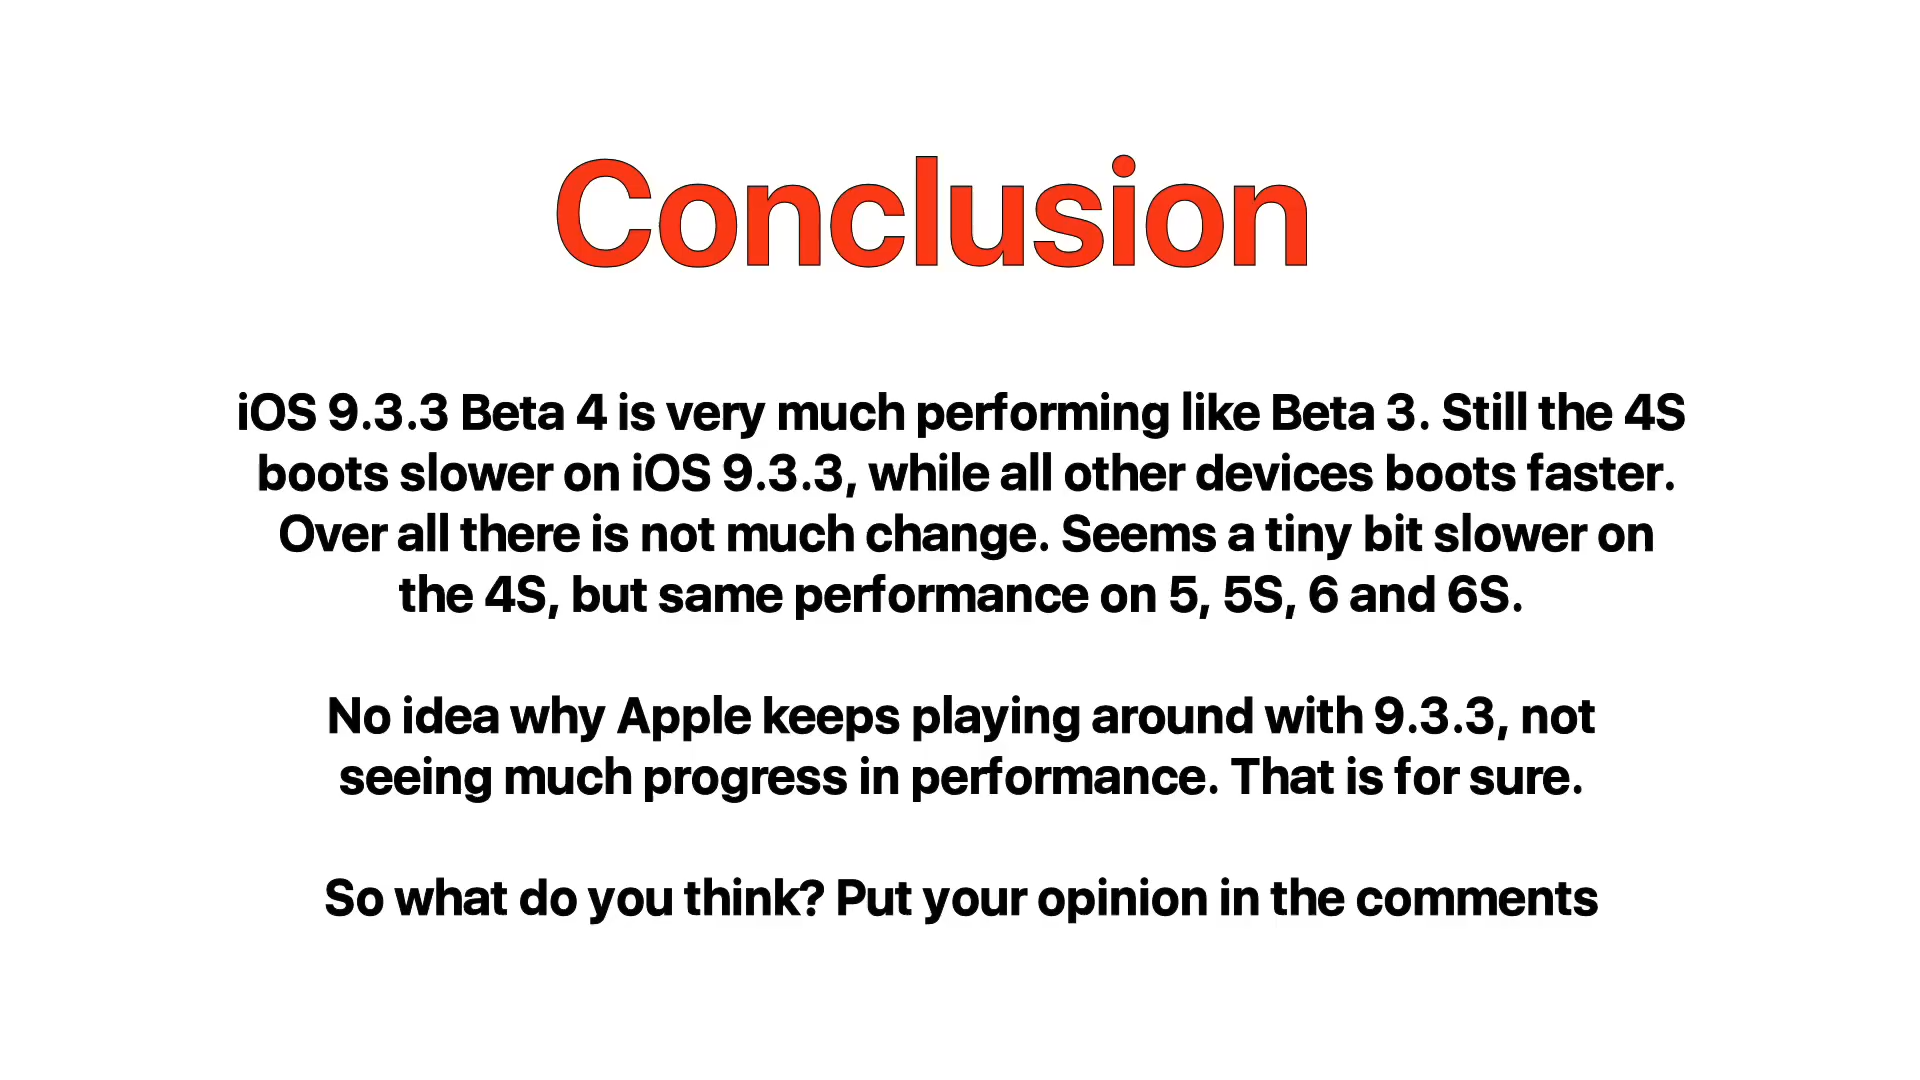 Conclusion
iOS 9.3.3 Beta 4 is very much performing like Beta 3. Still the 4S
boots slower on iOS 9.3.3, while all other devices boots faster.
Over all there is not much change. Seems a tiny bit slower on
the 4S, but same performance on 5, 5S, 6 and 6S.
No idea why Apple keeps playing around with 9.3.3, not
seeing much progress in performance. That is for sure.
So what do you think? Put your opinion in the comments